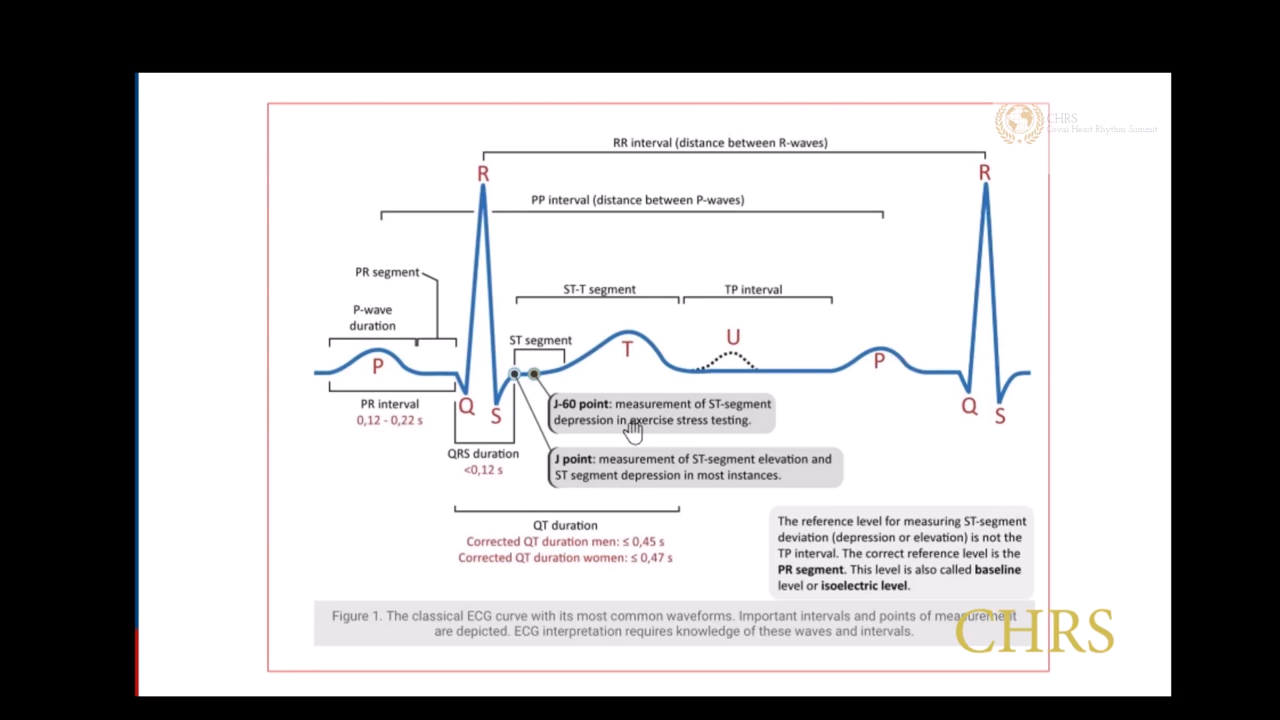 CHRS
Covai Heart Rhythm Summit
RR interval (distance between R-waves)
R
R
PP interval (distance between P-waves)
PR segment
ST-T segment
TP interval
P-wave
duration
ST segment
U
T
P
P
PR interval
0,12 - 0,22 s
Q
S
Q
S
J-60 point: measurement of ST-segment
depression in exercise stress testing.
QRS duration
<0,12 s
J point: measurement of ST-segment elevation and
ST segment depression in most instances.
QT duration
Corrected QT duration men: ≤ 0,45 s
Corrected QT duration women: ≤ 0,47 s
The reference level for measuring ST-segment
deviation (depression or elevation) is not the
TP interval. The correct reference level is the
PR segment. This level is also called baseline
level or isoelectric level.
Figure 1. The classical ECG curve with its most common waveforms. Important intervals and points of measurement
are depicted. ECG interpretation requires knowledge of these waves and intervals.
CHRS